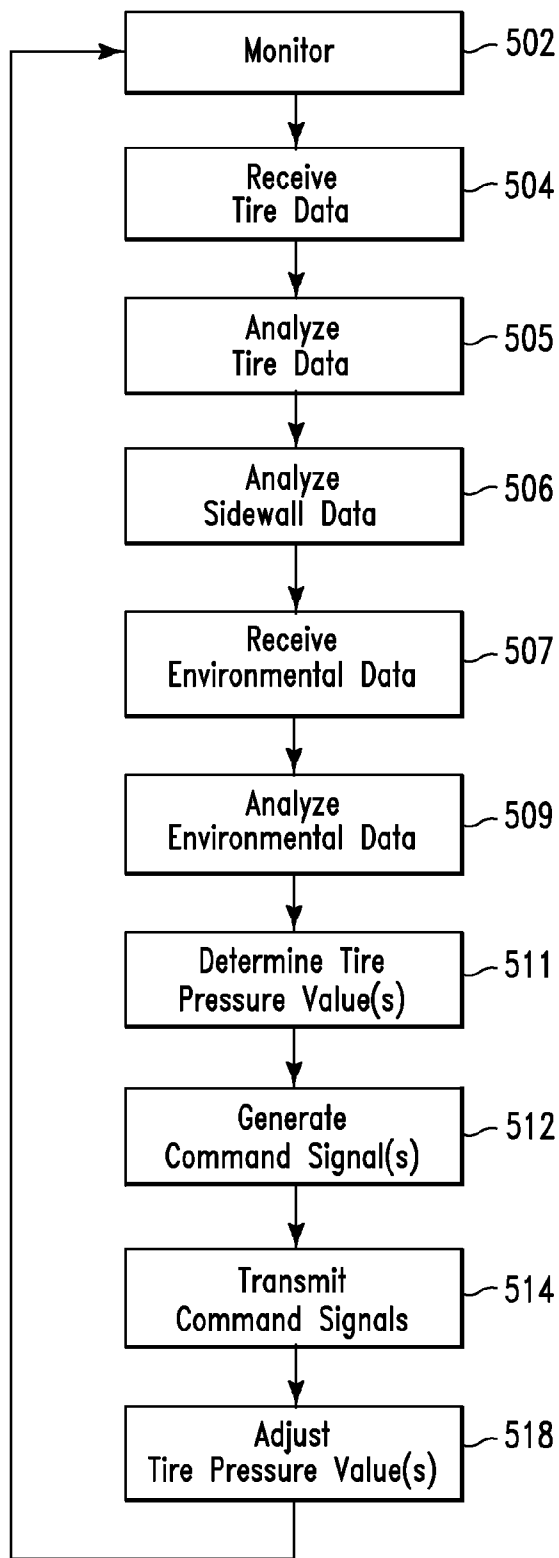 Monitor
502
Receive
Tire Data
504
Analyze
Tire Data
505
Analyze
Sidewall Data
506
Receive
Environmental Data
507
Analyze
Environmental Data
509
Determine Tire
Pressure Value(s)
511
Generate
Command Signal(s)
512
Transmit
Command Signals
514
Adjust
Tire Pressure Value(s)
518